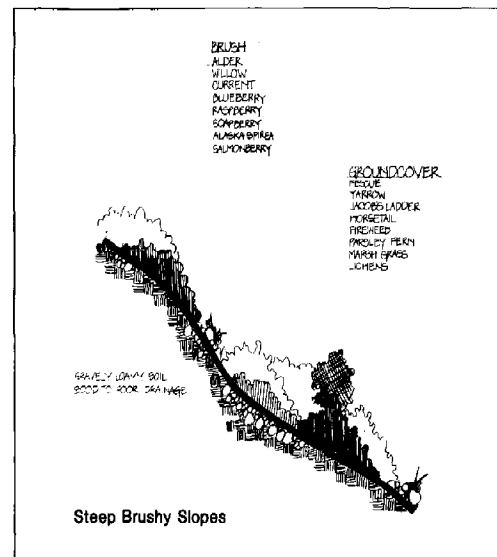 BRUSH
ALDER
WILLOW
CURRENT
BLUEBERRY
RASPBERRY
SOAPBERRY
ALASKA SPIREA
SALMONBERRY
GROUNDCOVER
FESCUE
YARROW
JACOBS LADDER
HORSETAIL
FIREWEED
PARSLEY FERN
MARSH GRASS
LICHENS
GRAVELY LOAMY SOIL
GOOD TO POOR DRAINAGE
Steep Brushy Slopes